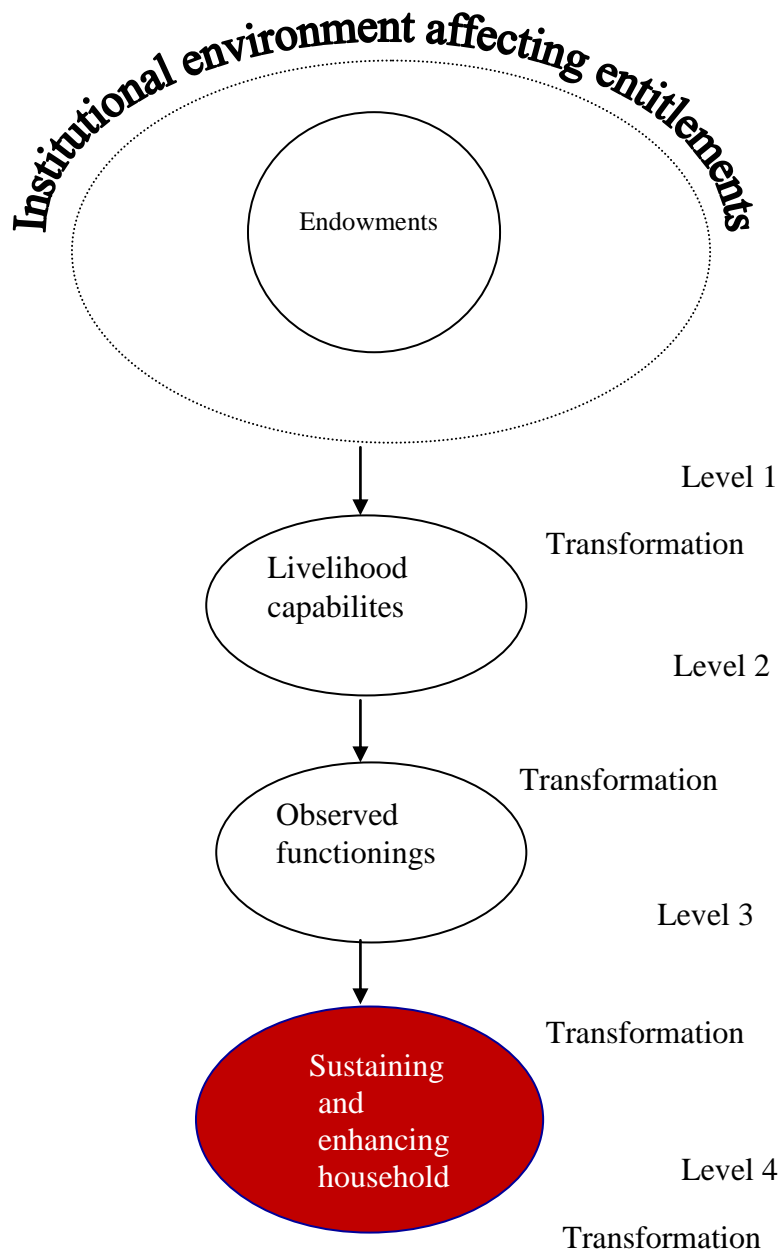 Institutional environment affecting entitlements
Endowments
Level 1
Transformation
Livelihood
capabilites
Level 2
Transformation
Observed
functionings
Level 3
Transformation
Sustaining
and
enhancing
household
Level 4
Transformation